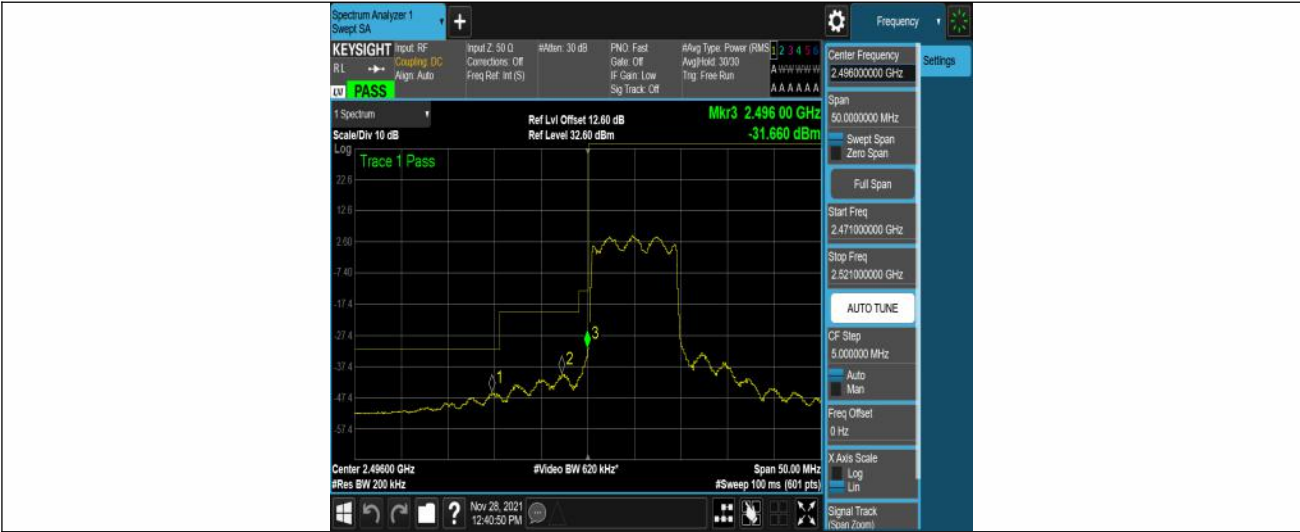 Spectrum Analyzer 1
Swept SA
+
Frequency
KEYSIGHT
RL
PASS
Input: RF
Coupling: DC
Align: Auto
Input Z: 50 Ω
Corrections: Off
Freq Ref: Int (S)
#Atten: 30 dB
PNO: Fast
Gate: Off
IF Gain: Low
Sig Track: Off
#Avg Type: Power (RMS
Avg|Hold: 30/30
Trig: Free Run
1 2 3 4 5 6
A W W W W W
A A A A A A
1 Spectrum
Scale/Div 10 dB
Ref Lvl Offset 12.60 dB
Ref Level 32.60 dBm
Mkr3 2.496 00 GHz
-31.660 dBm
Log
Trace 1 Pass
22.6
12.6
2.60
-7.40
-17.4
-27.4
-37.4
-47.4
-57.4
1
2
3
Center 2.49600 GHz
#Res BW 200 kHz
#Video BW 620 kHz*
Span 50.00 MHz
#Sweep 100 ms (601 pts)
Center Frequency
2.496000000 GHz
Settings
Span
50.0000000 MHz
Swept Span
Zero Span
Full Span
Start Freq
2.471000000 GHz
Stop Freq
2.521000000 GHz
AUTO TUNE
CF Step
5.000000 MHz
Auto
Man
Freq Offset
0 Hz
X Axis Scale
Log
Lin
Signal Track
(Span Zoom)
?
Nov 28, 2021
12:40:50 PM